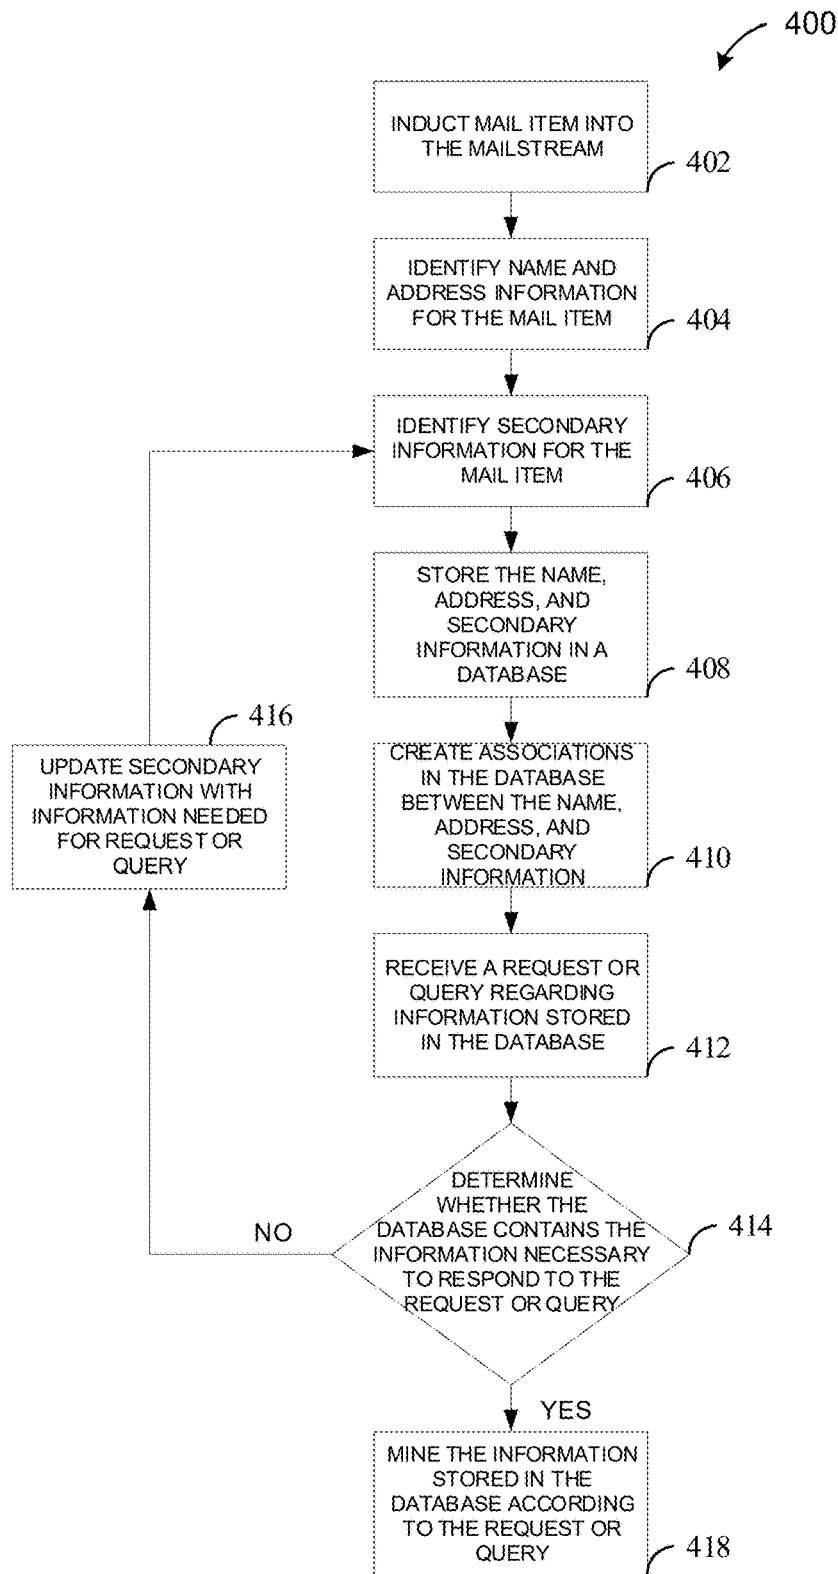 400
INDUCT MAIL ITEM INTO
THE MAILSTREAM
402
IDENTIFY NAME AND
ADDRESS INFORMATION
FOR THE MAIL ITEM
404
IDENTIFY SECONDARY
INFORMATION FOR THE
MAIL ITEM
406
STORE THE NAME,
ADDRESS, AND
SECONDARY
INFORMATION IN A
DATABASE
408
416
UPDATE SECONDARY
INFORMATION WITH
INFORMATION NEEDED
FOR REQUEST OR
QUERY
CREATE ASSOCIATIONS
IN THE DATABASE
BETWEEN THE NAME,
ADDRESS, AND
SECONDARY
INFORMATION
410
RECEIVE A REQUEST OR
QUERY REGARDING
INFORMATION STORED
IN THE DATABASE
412
DETERMINE
WHETHER THE
DATABASE CONTAINS THE
INFORMATION NECESSARY
TO RESPOND TO THE
REQUEST OR QUERY
414
NO
YES
MINE THE INFORMATION
STORED IN THE
DATABASE ACCORDING
TO THE REQUEST OR
QUERY
418